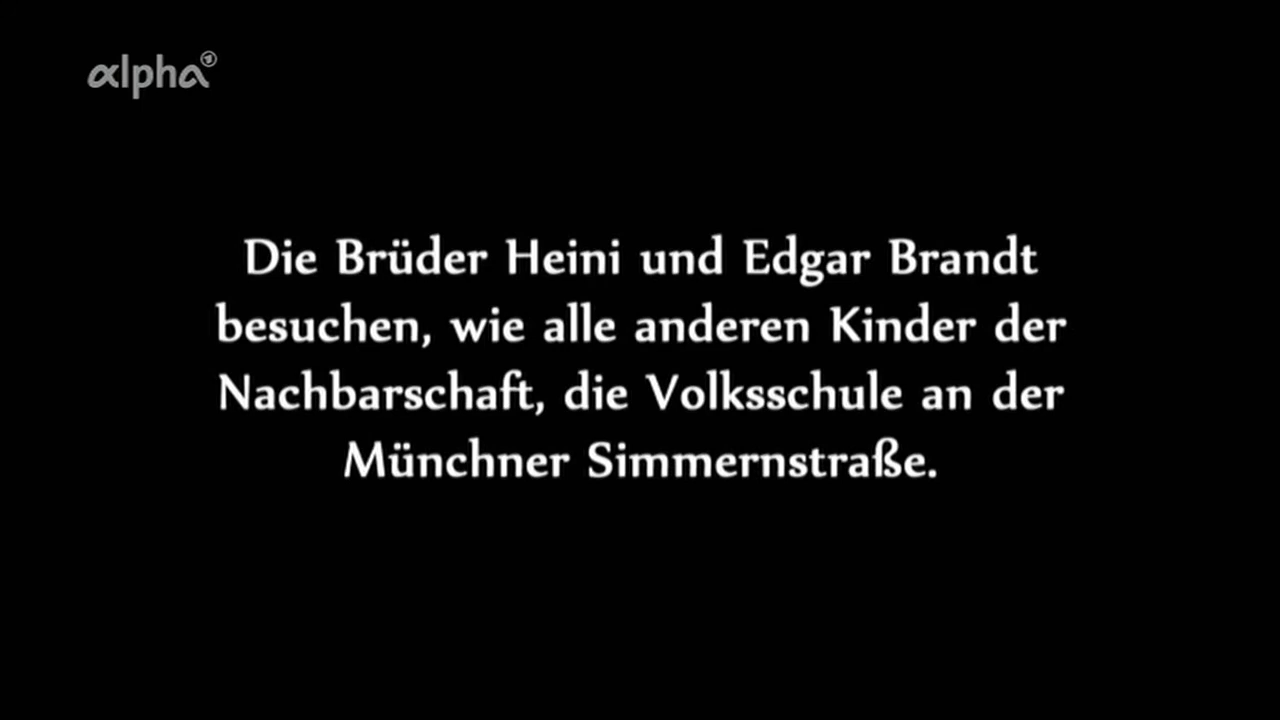 alpha
Die Brüder Heini und Edgar Brandt
besuchen, wie alle anderen Kinder der
Nachbarschaft, die Volksschule an der
Münchner Simmernstraße.